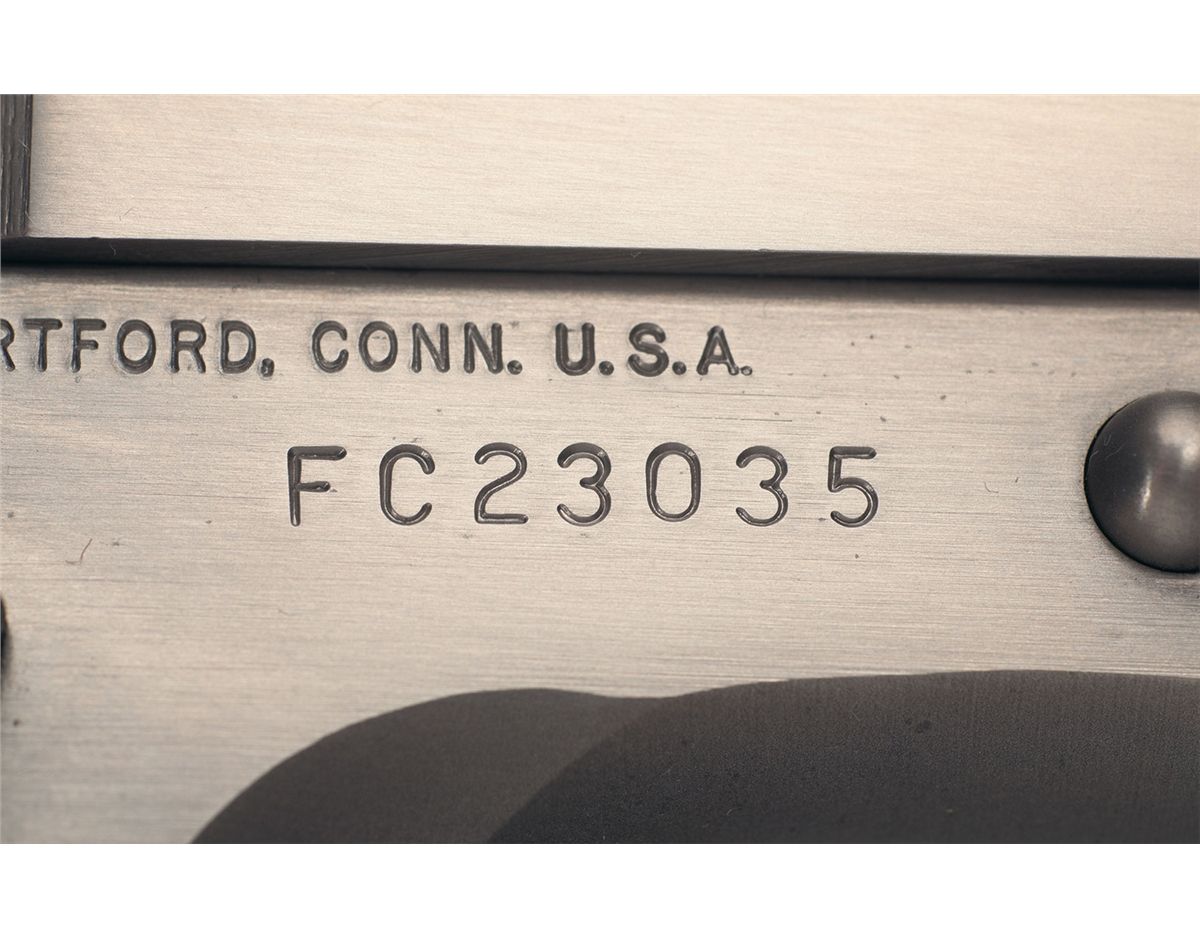 RTFORD, CONN. U.S.A.
FC23035